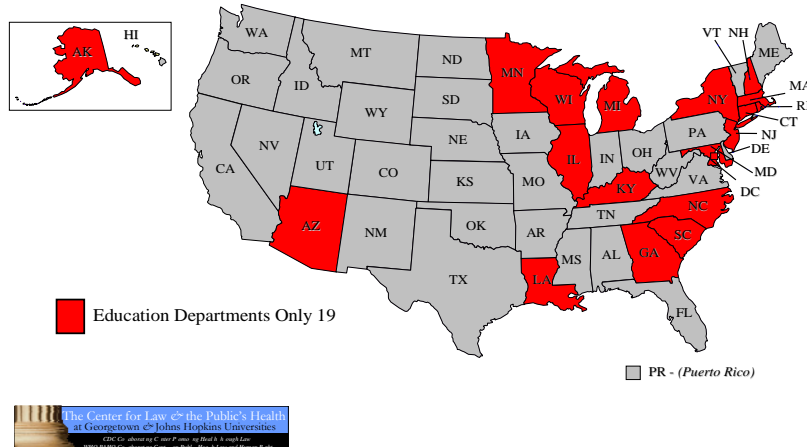 AK
HI
WA
OR
CA
NV
ID
MT
WY
UT
AZ
CO
NM
ND
SD
NE
KS
OK
TX
MN
IA
MO
AR
LA
WI
IL
MI
IN
OH
KY
TN
MS
AL
GA
FL
SC
NC
VA
WV
PA
NY
VT
NH
ME
MA
CT
NJ
DE
MD
DC
Education Departments Only 19
PR - (Puerto Rico)
The Center for Law & the Public's Health
at Georgetown & Johns Hopkins Universities